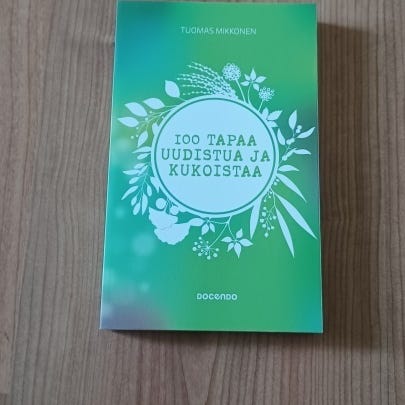 TUOMAS MIKKONEN
100 TAPAA
UUDISTUA JA
KUKOISTAA
DOCENDO